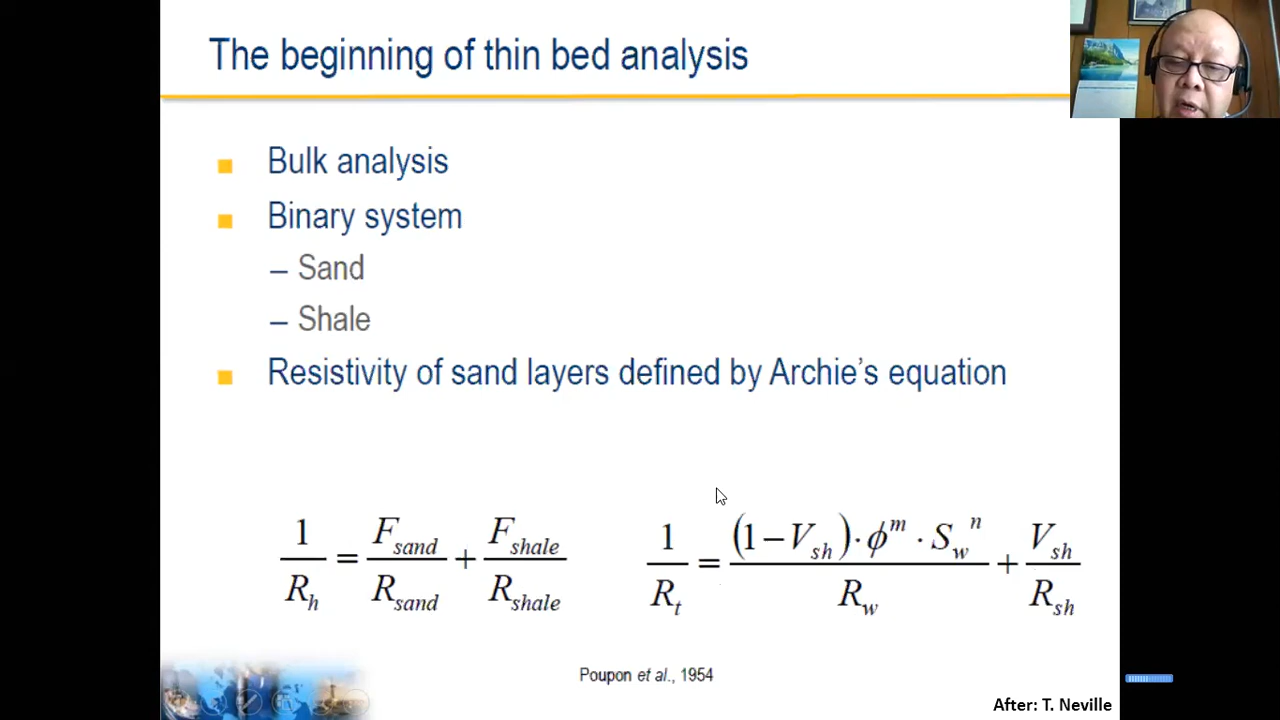 The beginning of thin bed analysis
Bulk analysis
Binary system
– Sand
– Shale
Resistivity of sand layers defined by Archie's equation
1/R_h = F_sand/R_sand + F_shale/R_shale
1/R_t = (1 − V_sh) · ϕ^m · S_w^n / R_w + V_sh/R_sh
Poupon et al., 1954
After: T. Neville